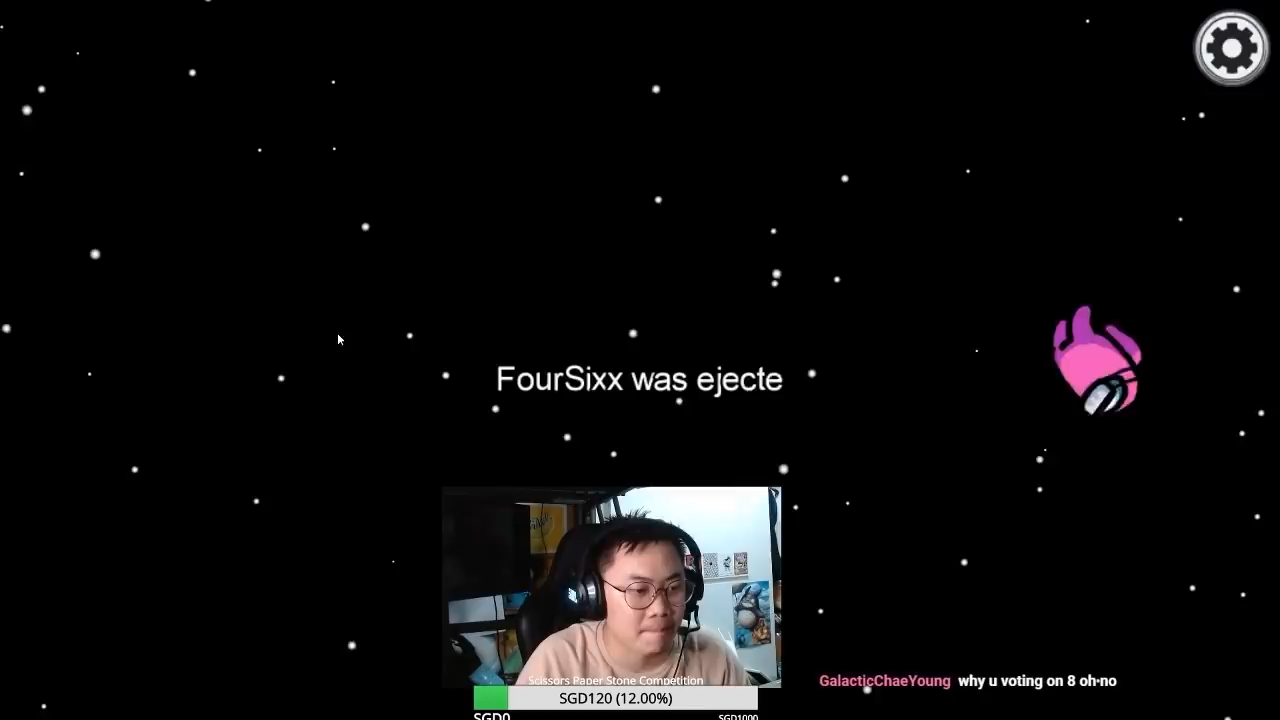 FourSixx was ejecte
Scissors Paper Stone Competition
SGD120 (12.00%)
SGD0
SGD1000
GalacticChaeYoung why u voting on 8 oh no